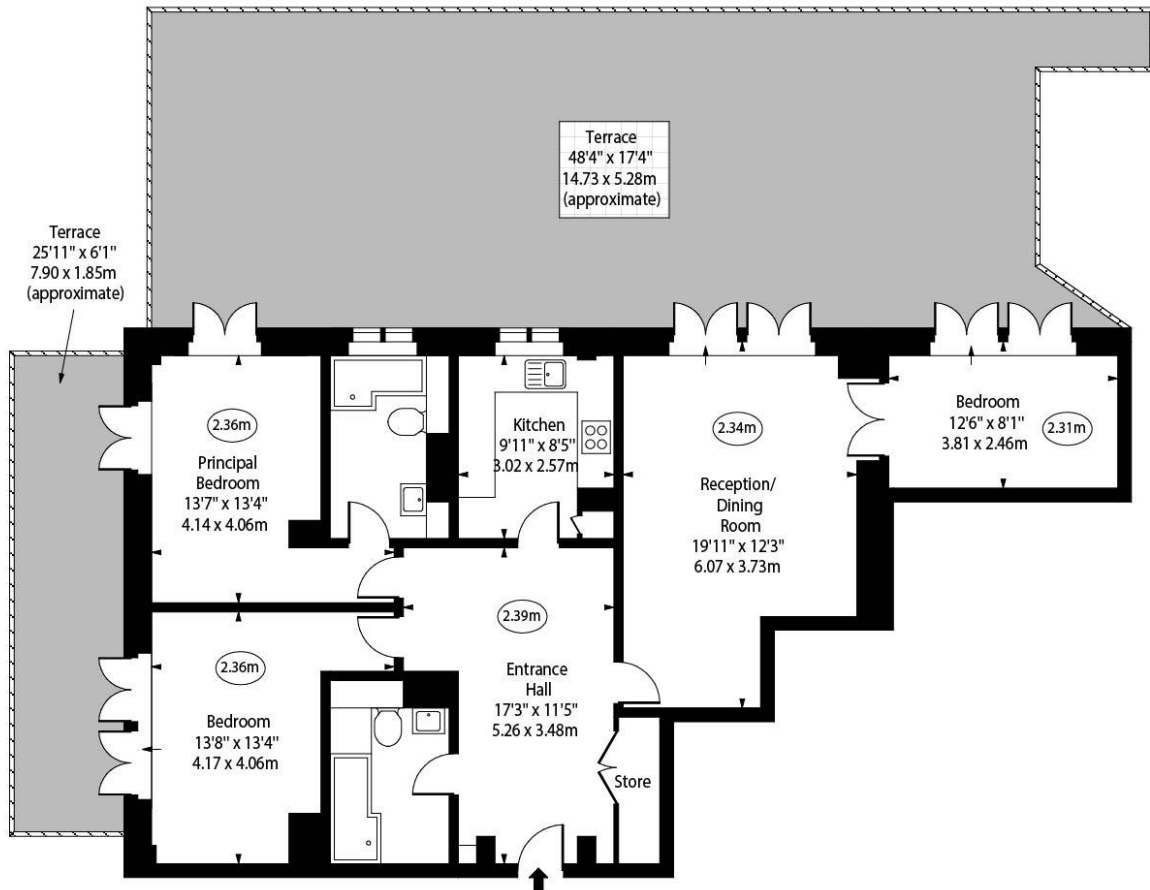 Terrace
48'4" x 17'4"
14.73 x 5.28m
(approximate)
Terrace
25'11" x 6'1"
7.90 x 1.85m
(approximate)
2.36m
Principal
Bedroom
13'7" x 13'4"
4.14 x 4.06m
Kitchen
9'11" x 8'5"
3.02 x 2.57m
2.34m
Reception/
Dining
Room
19'11" x 12'3"
6.07 x 3.73m
Bedroom
12'6" x 8'1"
3.81 x 2.46m
2.31m
2.36m
Bedroom
13'8" x 13'4"
4.17 x 4.06m
2.39m
Entrance
Hall
17'3" x 11'5"
5.26 x 3.48m
Store